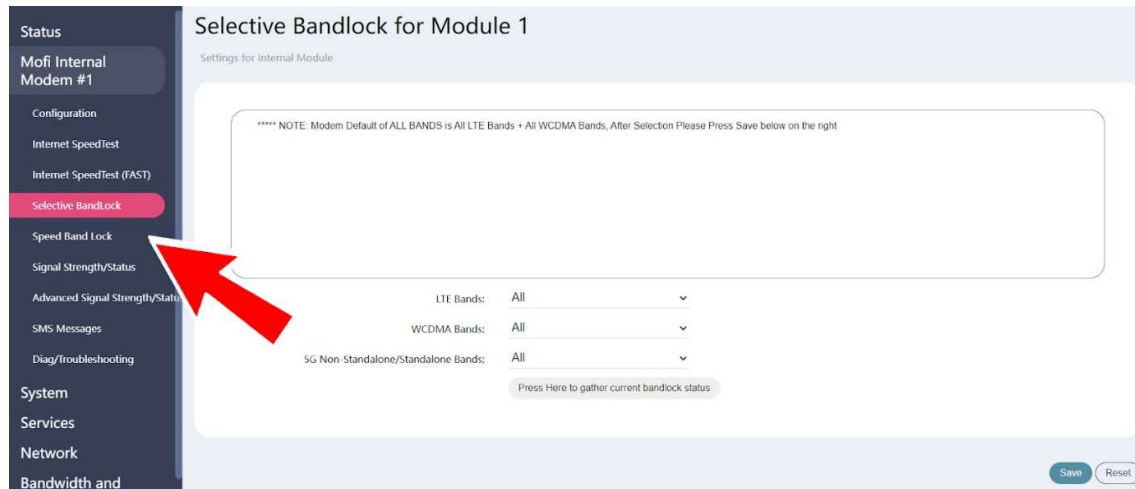 Status
Mofi Internal
Modem #1
Configuration
Internet SpeedTest
Internet SpeedTest (FAST)
Selective BandLock
Speed Band Lock
Signal Strength/Status
Advanced Signal Strength/Statu
SMS Messages
Diag/Troubleshooting
System
Services
Network
Bandwidth and
Selective Bandlock for Module 1
Settings for Internal Module
***** NOTE: Modem Default of ALL BANDS is All LTE Bands + All WCDMA Bands, After Selection Please Press Save below on the right
LTE Bands: All
WCDMA Bands: All
5G Non-Standalone/Standalone Bands: All
Press Here to gather current bandlock status
Save Reset